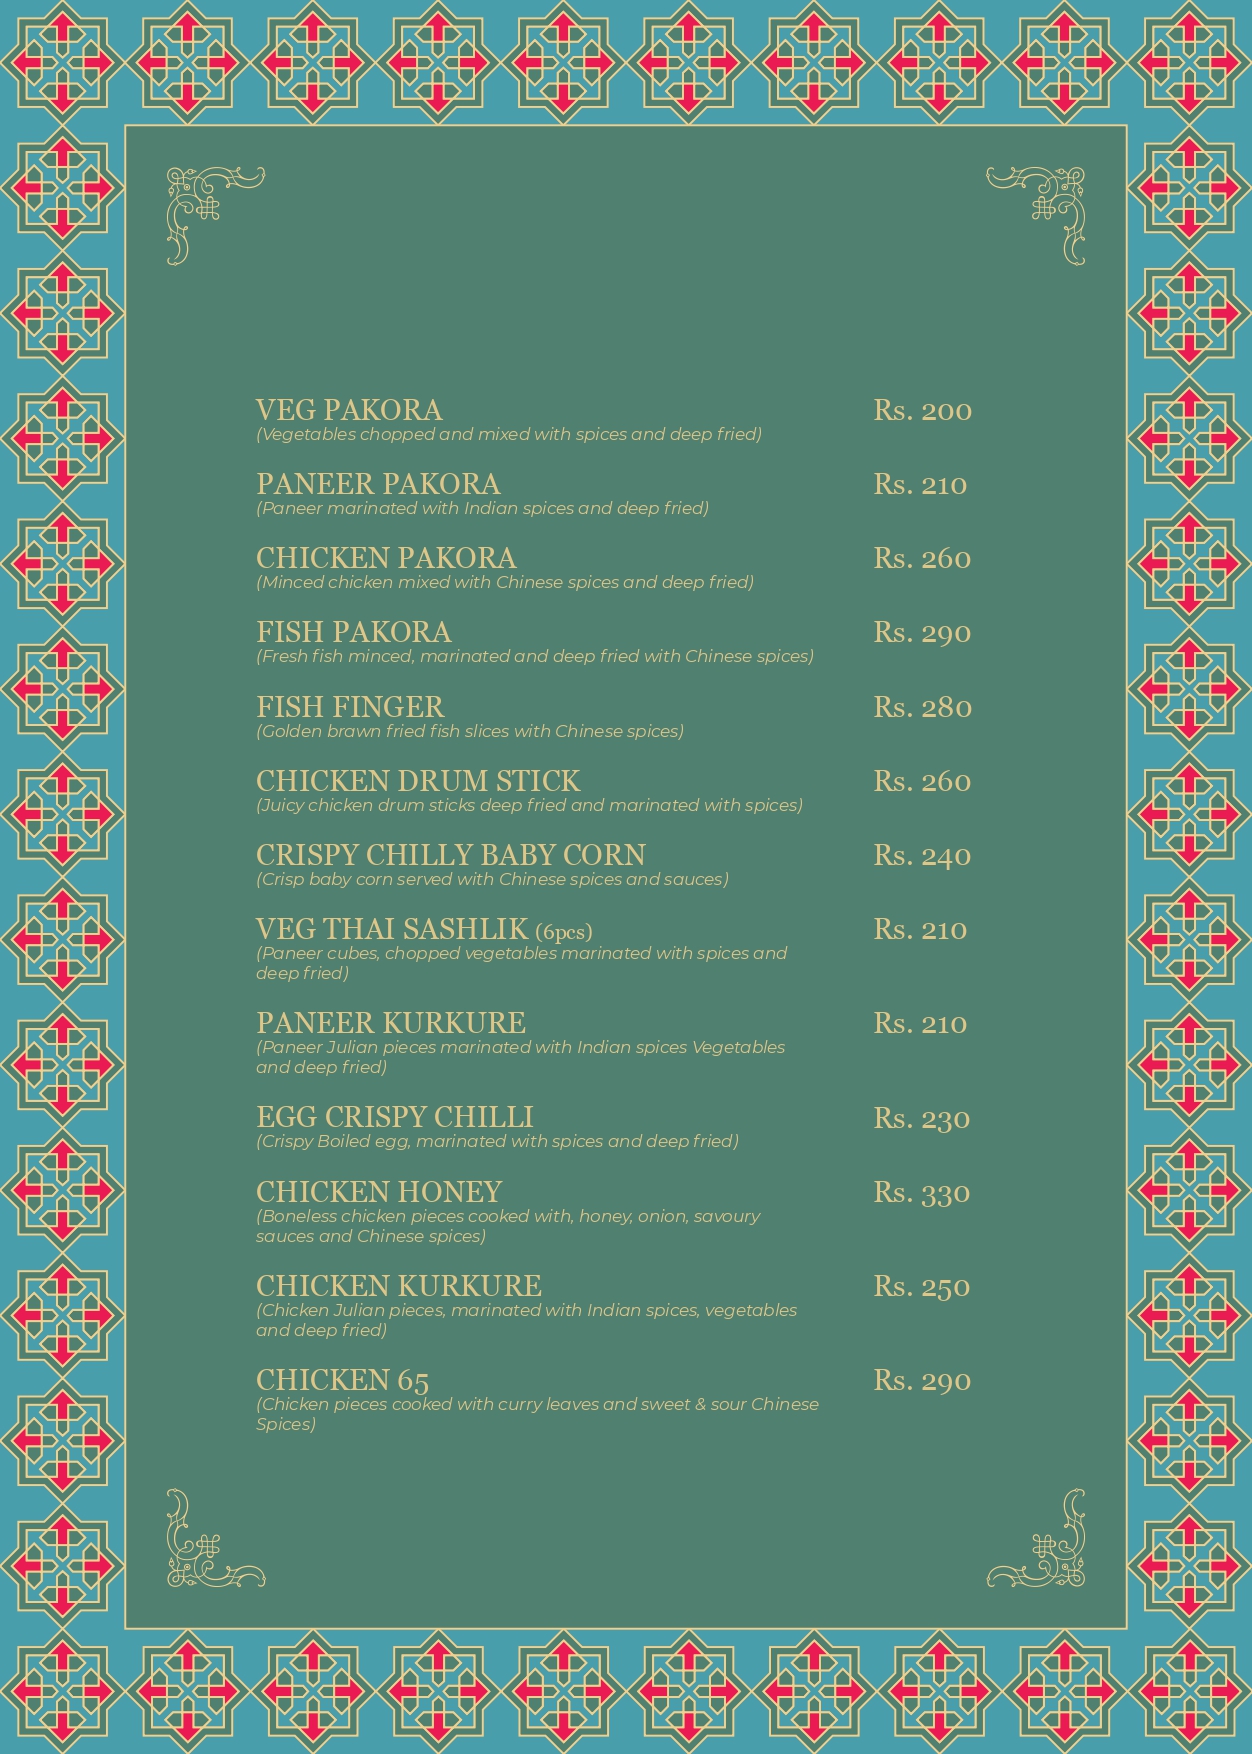 VEG PAKORA Rs. 200
(Vegetables chopped and mixed with spices and deep fried)
PANEER PAKORA Rs. 210
(Paneer marinated with Indian spices and deep fried)
CHICKEN PAKORA Rs. 260
(Minced chicken mixed with Chinese spices and deep fried)
FISH PAKORA Rs. 290
(Fresh fish minced, marinated and deep fried with Chinese spices)
FISH FINGER Rs. 280
(Golden brawn fried fish slices with Chinese spices)
CHICKEN DRUM STICK Rs. 260
(Juicy chicken drum sticks deep fried and marinated with spices)
CRISPY CHILLY BABY CORN Rs. 240
(Crisp baby corn served with Chinese spices and sauces)
VEG THAI SASHLIK (6pcs) Rs. 210
(Paneer cubes, chopped vegetables marinated with spices and
deep fried)
PANEER KURKURE Rs. 210
(Paneer Julian pieces marinated with Indian spices Vegetables
and deep fried)
EGG CRISPY CHILLI Rs. 230
(Crispy Boiled egg, marinated with spices and deep fried)
CHICKEN HONEY Rs. 330
(Boneless chicken pieces cooked with, honey, onion, savoury
sauces and Chinese spices)
CHICKEN KURKURE Rs. 250
(Chicken Julian pieces, marinated with Indian spices, vegetables
and deep fried)
CHICKEN 65 Rs. 290
(Chicken pieces cooked with curry leaves and sweet & sour Chinese
Spices)